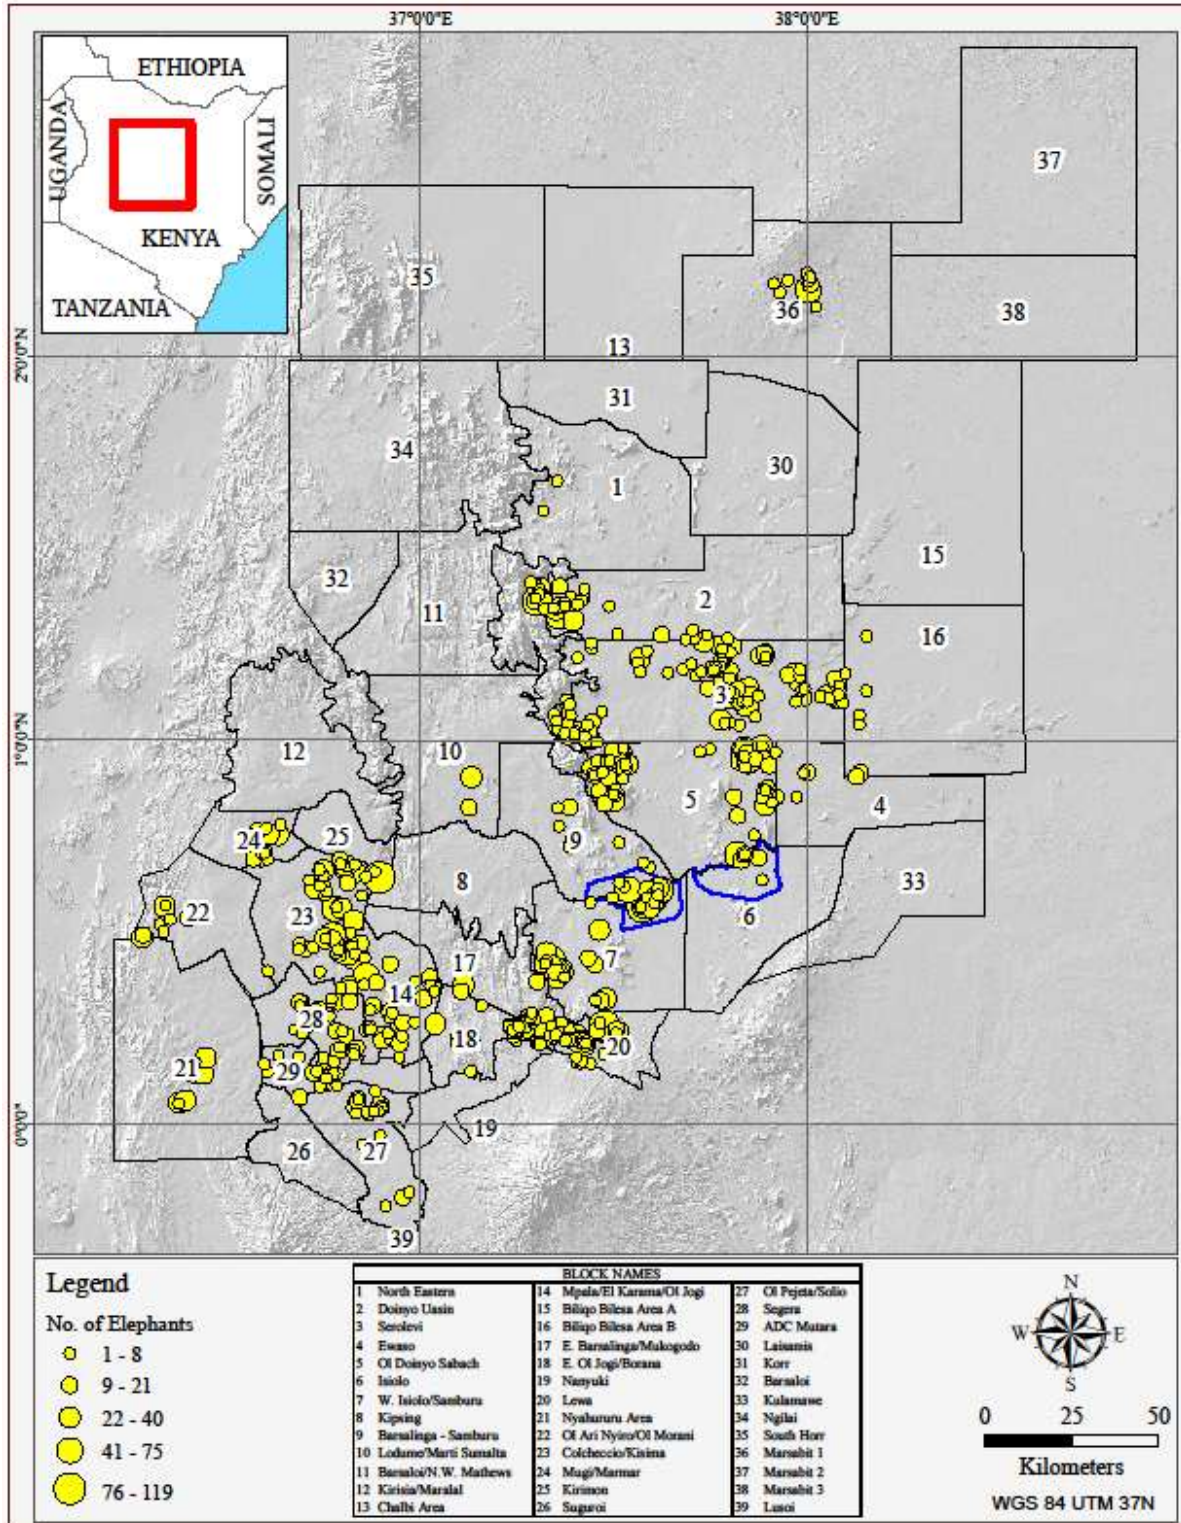 37°0'0"E 38°0'0"E
ETHIOPIA
UGANDA
SOMALI
KENYA
TANZANIA
37
35
36
38
2°0'0"N
13
31
34
30
1
15
32
2
11
16
3
1°0'0"N
12
10
5
4
24
25
9
8
33
22
23
6
17
7
14
28
18
20
21
29
0°0'0"
19
26
27
39
Legend
No. of Elephants
1 - 8
9 - 21
22 - 40
41 - 75
76 - 119
BLOCK NAMES
1 North Eastern
2 Doinyo Uasin
3 Serolevi
4 Ewaso
5 Ol Doinyo Sabach
6 Isiolo
7 W. Isiolo/Samburu
8 Kipsing
9 Barsalinga - Samburu
10 Lodume/Marti Sumalta
11 Barsaloi/N.W. Mathews
12 Kirisia/Maralal
13 Chalbi Area
14 Mpala/El Karama/Ol Jogi
15 Biliqo Bilesa Area A
16 Biliqo Bilesa Area B
17 E. Barsalinga/Mukogodo
18 E. Ol Jogi/Borana
19 Nanyuki
20 Lewa
21 Nyahururu Area
22 Ol Ari Nyiro/Ol Morani
23 Colcheccio/Kisima
24 Mugi/Marmar
25 Kirimon
26 Suguroi
27 Ol Pejeta/Solio
28 Segera
29 ADC Mutara
30 Laisamis
31 Korr
32 Barsaloi
33 Kulamawe
34 Ngilai
35 South Horr
36 Marsabit 1
37 Marsabit 2
38 Marsabit 3
39 Lusoi
N
W E
S
0 25 50
Kilometers
WGS 84 UTM 37N